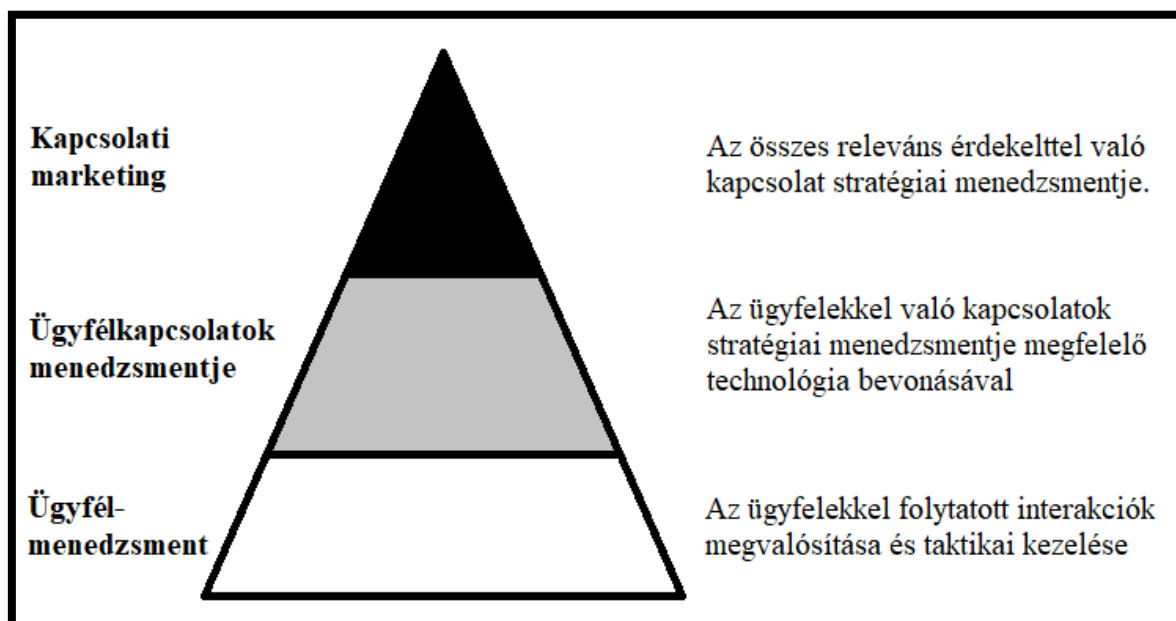 Kapcsolati
marketing
Az összes releváns érdekelttel való
kapcsolat stratégiai menedzsmentje.
Ügyfélkapcsolatok
menedzsmentje
Az ügyfelekkel való kapcsolatok
stratégiai menedzsmentje megfelelő
technológia bevonásával
Ügyfél-
menedzsment
Az ügyfelekkel folytatott interakciók
megvalósítása és taktikai kezelése